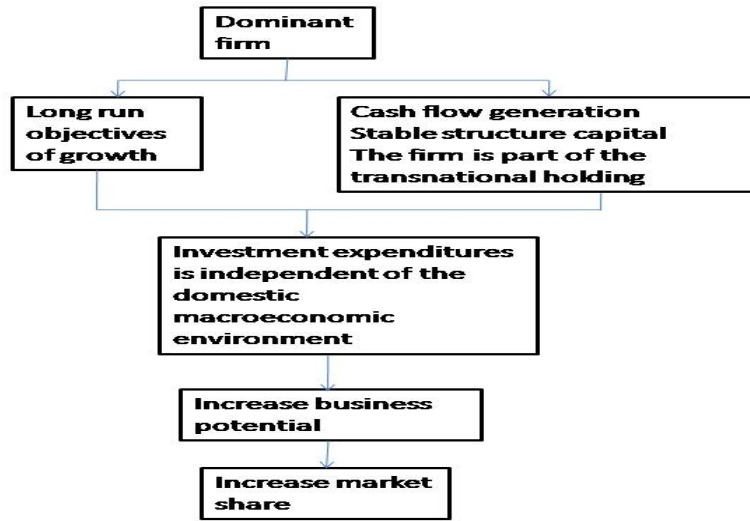 Dominant
firm
Long run
objectives
of growth
Cash flow generation
Stable structure capital
The firm is part of the
transnational holding
Investment expenditures
is independent of the
domestic
macroeconomic
environment
Increase business
potential
Increase market
share